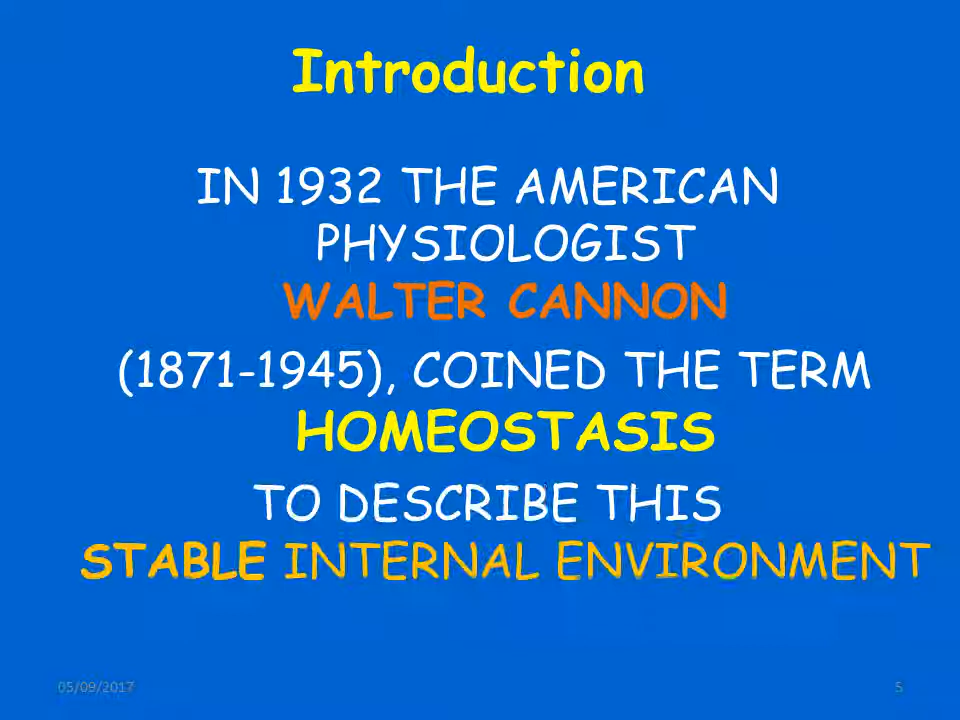 Introduction
IN 1932 THE AMERICAN
PHYSIOLOGIST
WALTER CANNON
(1871-1945), COINED THE TERM
HOMEOSTASIS
TO DESCRIBE THIS
STABLE INTERNAL ENVIRONMENT
05/09/2017
5